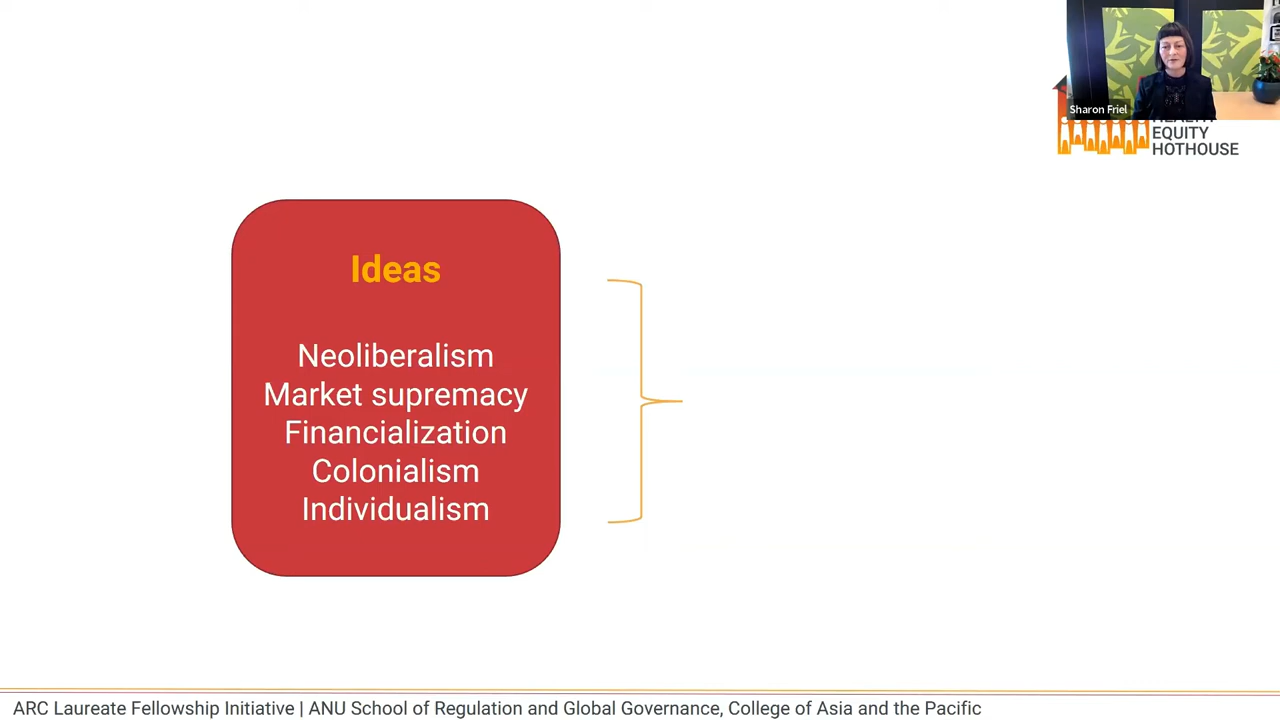 Sharon Friel
EQUITY
HOTHOUSE
Ideas
Neoliberalism
Market supremacy
Financialization
Colonialism
Individualism
ARC Laureate Fellowship Initiative | ANU School of Regulation and Global Governance, College of Asia and the Pacific